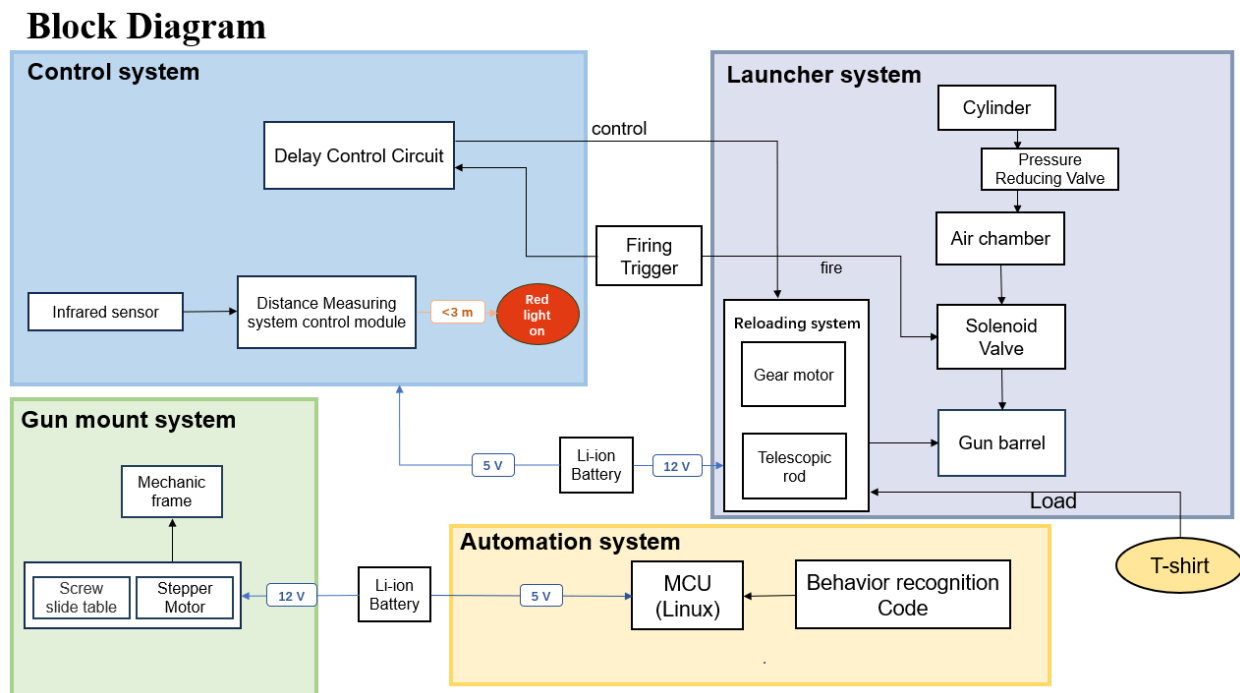 Block Diagram
Control system
Delay Control Circuit
Infrared sensor
Distance Measuring
system control module
<3 m
Red
light
on
control
Firing
Trigger
fire
Launcher system
Cylinder
Pressure
Reducing Valve
Air chamber
Solenoid
Valve
Gun barrel
Reloading system
Gear motor
Telescopic
rod
Load
T-shirt
5 V
Li-ion
Battery
12 V
Gun mount system
Mechanic
frame
Screw
slide table
Stepper
Motor
12 V
Li-ion
Battery
5 V
Automation system
MCU
(Linux)
Behavior recognition
Code